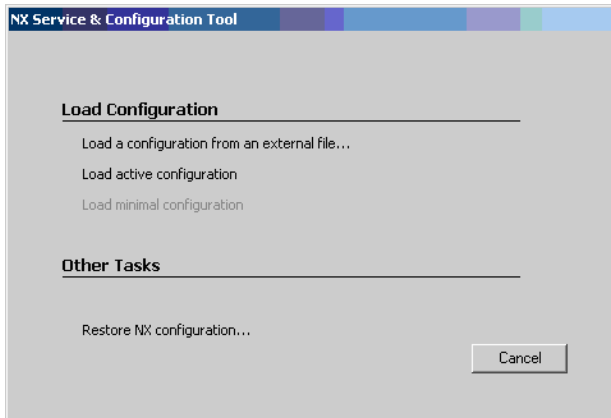 NX Service & Configuration Tool
Load Configuration
Load a configuration from an external file...
Load active configuration
Load minimal configuration
Other Tasks
Restore NX configuration...
Cancel